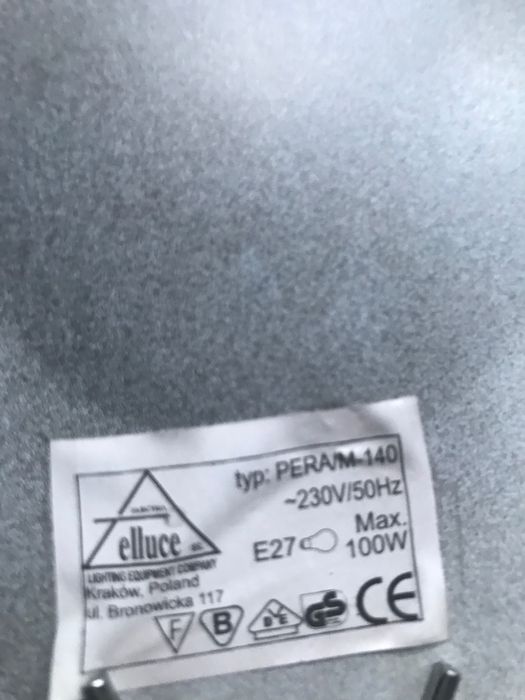 typ: PERA/M-140
~230V/50Hz
Max.
E27 100W
elluce
LIGHTING EQUIPMENT COMPANY
Kraków, Poland
ul. Bronowicka 117
F B GS CE